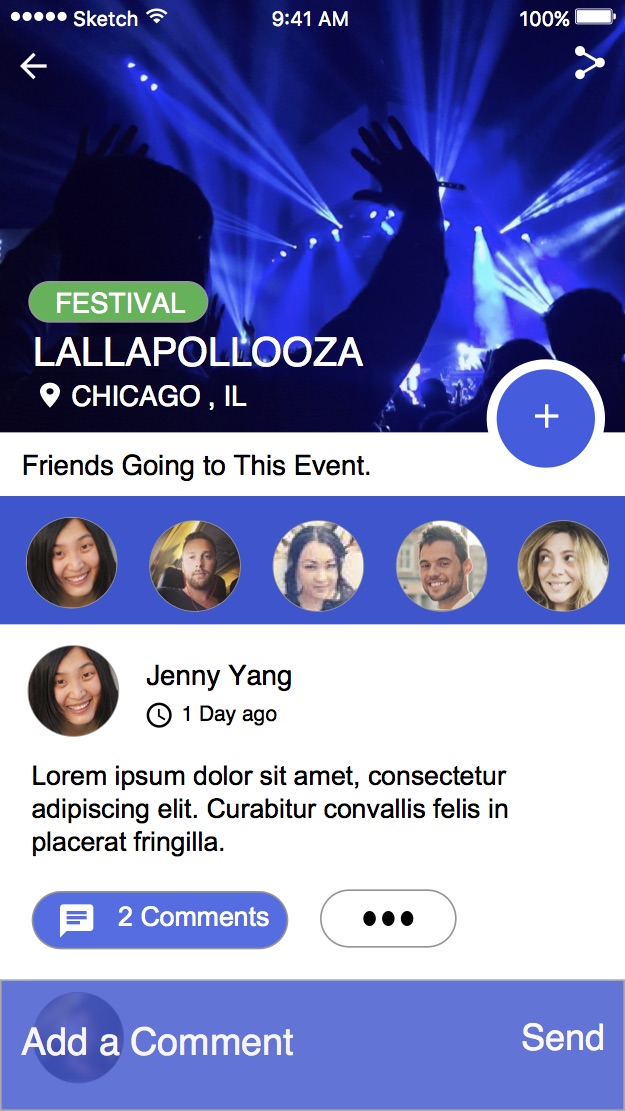 Sketch 9:41 AM 100%
FESTIVAL
LALLAPOLLOOZA
CHICAGO , IL
Friends Going to This Event.
Jenny Yang
1 Day ago
Lorem ipsum dolor sit amet, consectetur
adipiscing elit. Curabitur convallis felis in
placerat fringilla.
2 Comments
Add a Comment Send